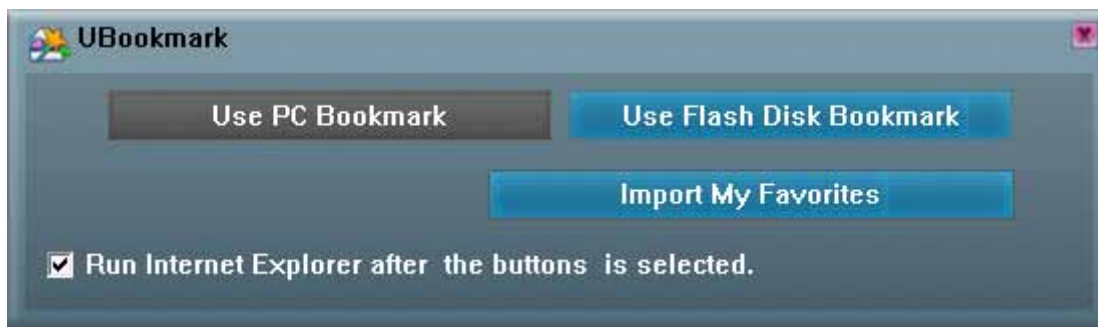 UBookmark
Use PC Bookmark Use Flash Disk Bookmark
Import My Favorites
Run Internet Explorer after the buttons is selected.